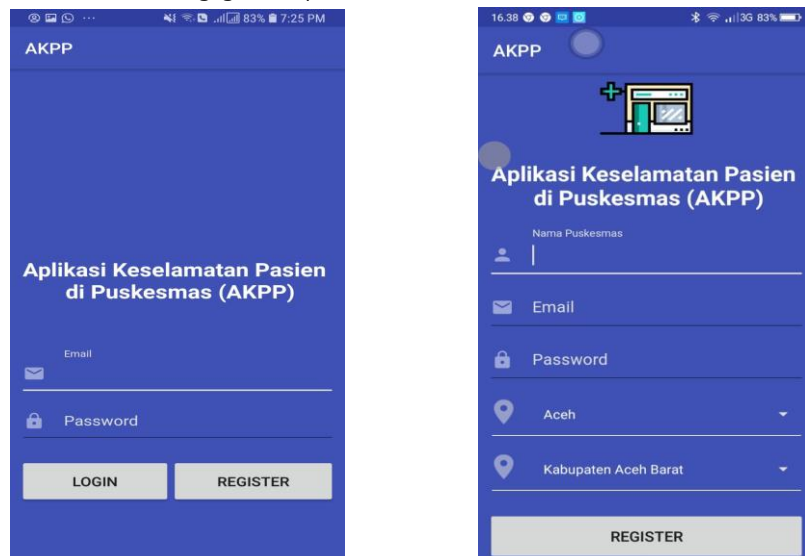 83% 7:25 PM
AKPP
Aplikasi Keselamatan Pasien
di Puskesmas (AKPP)
Email
Password
LOGIN
REGISTER
16.38
3G 83%
AKPP
Aplikasi Keselamatan Pasien
di Puskesmas (AKPP)
Nama Puskesmas
Email
Password
Aceh
Kabupaten Aceh Barat
REGISTER